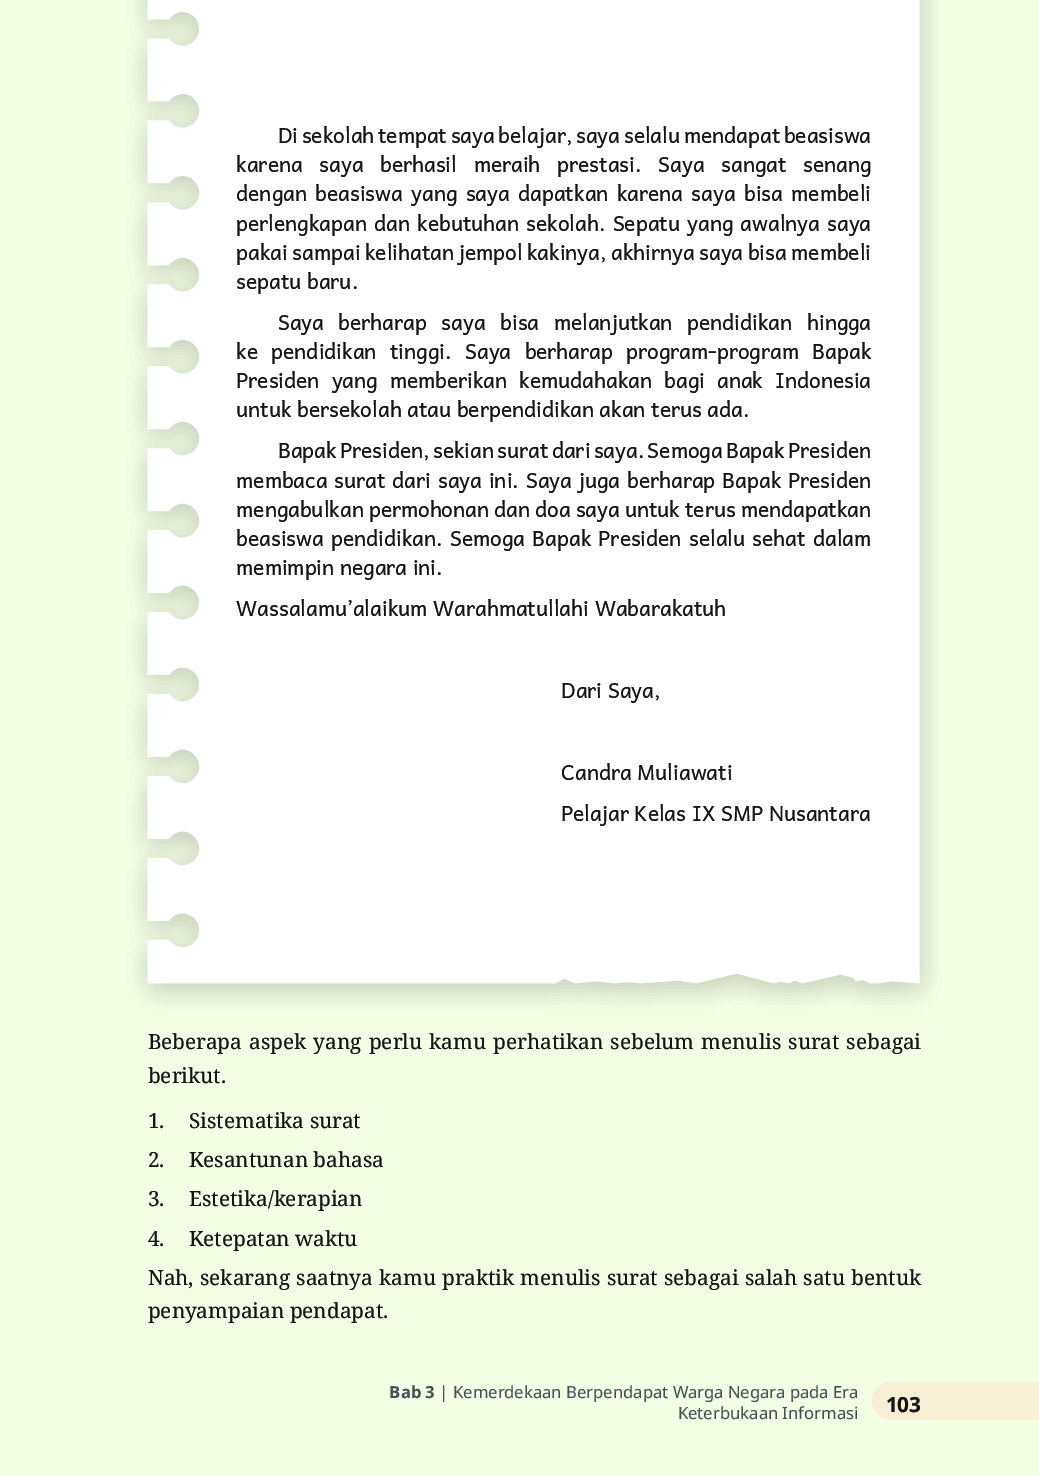 Di sekolah tempat saya belajar, saya selalu mendapat beasiswa
karena saya berhasil meraih prestasi. Saya sangat senang
dengan beasiswa yang saya dapatkan karena saya bisa membeli
perlengkapan dan kebutuhan sekolah. Sepatu yang awalnya saya
pakai sampai kelihatan jempol kakinya, akhirnya saya bisa membeli
sepatu baru.
Saya berharap saya bisa melanjutkan pendidikan hingga
ke pendidikan tinggi. Saya berharap program-program Bapak
Presiden yang memberikan kemudahakan bagi anak Indonesia
untuk bersekolah atau berpendidikan akan terus ada.
Bapak Presiden, sekian surat dari saya. Semoga Bapak Presiden
membaca surat dari saya ini. Saya juga berharap Bapak Presiden
mengabulkan permohonan dan doa saya untuk terus mendapatkan
beasiswa pendidikan. Semoga Bapak Presiden selalu sehat dalam
memimpin negara ini.
Wassalamu’alaikum Warahmatullahi Wabarakatuh
Dari Saya,
Candra Muliawati
Pelajar Kelas IX SMP Nusantara
Beberapa aspek yang perlu kamu perhatikan sebelum menulis surat sebagai
berikut.
1. Sistematika surat
2. Kesantunan bahasa
3. Estetika/kerapian
4. Ketepatan waktu
Nah, sekarang saatnya kamu praktik menulis surat sebagai salah satu bentuk
penyampaian pendapat.
Bab 3 | Kemerdekaan Berpendapat Warga Negara pada Era
Keterbukaan Informasi
103